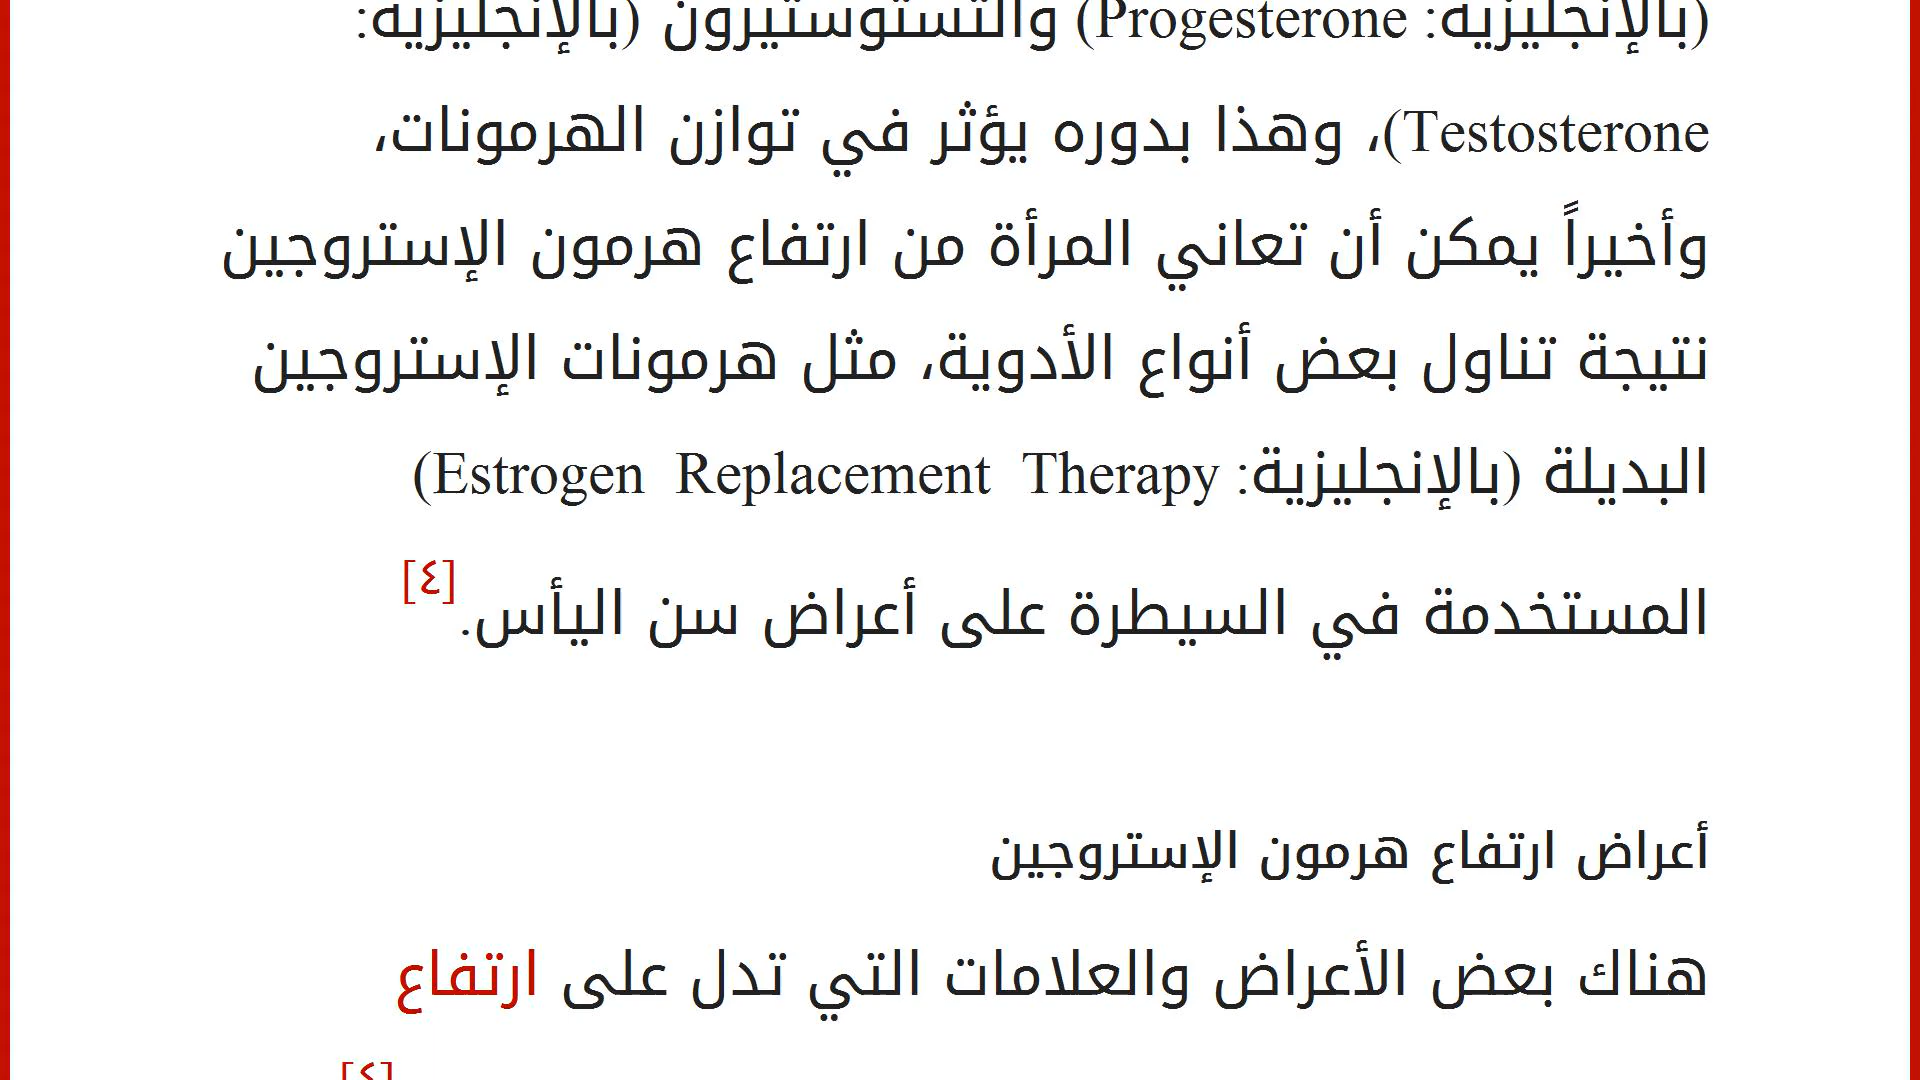 (بالإنجليزية: Progesterone) والتستوستيرون (بالإنجليزية:
Testosterone)، وهذا بدوره يؤثر في توازن الهرمونات،
وأخيراً يمكن أن تعاني المرأة من ارتفاع هرمون الإستروجين
نتيجة تناول بعض أنواع الأدوية، مثل هرمونات الإستروجين
البديلة (بالإنجليزية: Estrogen Replacement Therapy)
المستخدمة في السيطرة على أعراض سن اليأس.[٤]
أعراض ارتفاع هرمون الإستروجين
هناك بعض الأعراض والعلامات التي تدل على ارتفاع